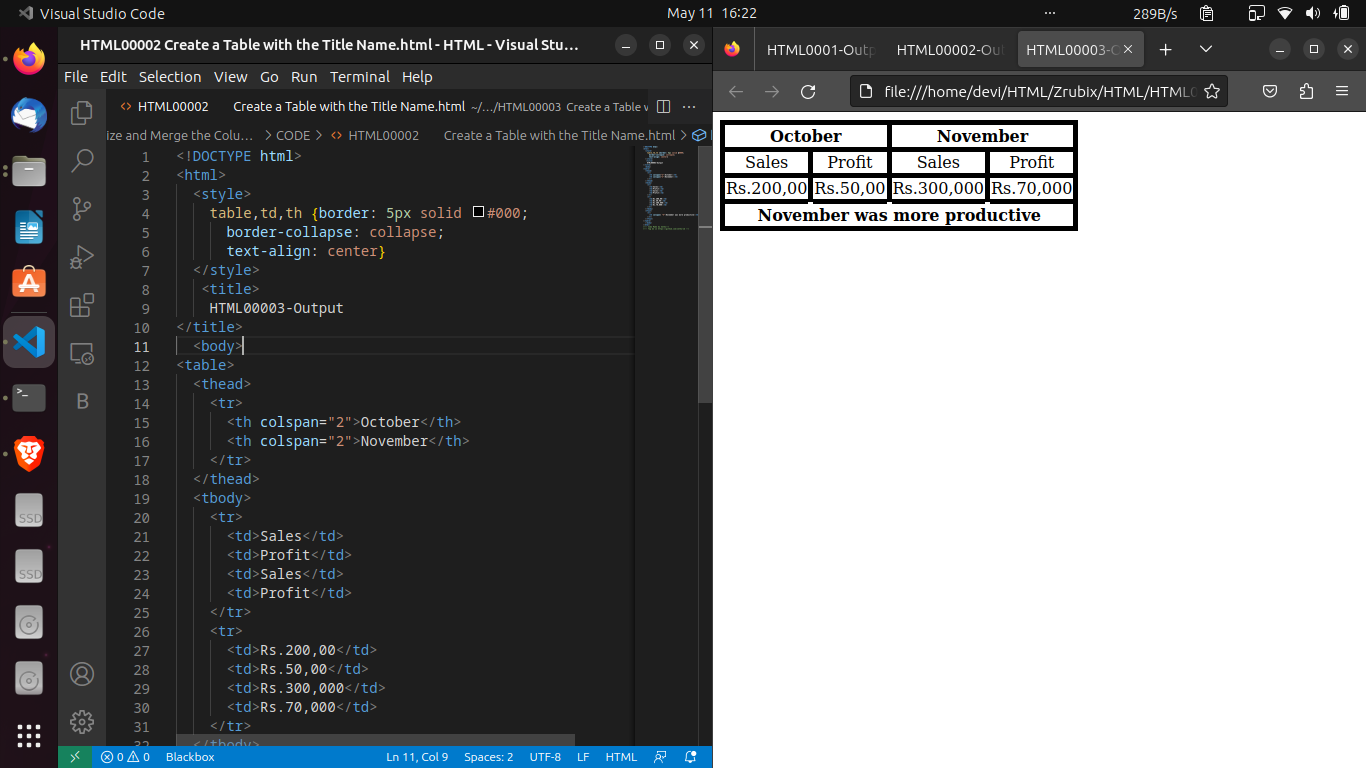 Visual Studio Code
May 11 16:22
289B/s
HTML00002 Create a Table with the Title Name.html - HTML - Visual Stu...
File Edit Selection View Go Run Terminal Help
HTML00002 Create a Table with the Title Name.html ~/.../HTML00003 Create a Table w
ize and Merge the Colu... > CODE > HTML00002 Create a Table with the Title Name.html >
1 <!DOCTYPE html>
2 <html>
3 <style>
4 table,td,th {border: 5px solid #000;
5 border-collapse: collapse;
6 text-align: center}
7 </style>
8 <title>
9 HTML00003-Output
10 </title>
11 <body>
12 <table>
13 <thead>
14 <tr>
15 <th colspan="2">October</th>
16 <th colspan="2">November</th>
17 </tr>
18 </thead>
19 <tbody>
20 <tr>
21 <td>Sales</td>
22 <td>Profit</td>
23 <td>Sales</td>
24 <td>Profit</td>
25 </tr>
26 <tr>
27 <td>Rs.200,00</td>
28 <td>Rs.50,00</td>
29 <td>Rs.300,000</td>
30 <td>Rs.70,000</td>
31 </tr>
32 </tbody>
B
SSD
SSD
0 0 Blackbox
Ln 11, Col 9 Spaces: 2 UTF-8 LF HTML
HTML0001-Outp HTML00002-Ou HTML00003-O
file:///home/devi/HTML/Zrubix/HTML/HTML0
October November
Sales Profit Sales Profit
Rs.200,00 Rs.50,00 Rs.300,000 Rs.70,000
November was more productive